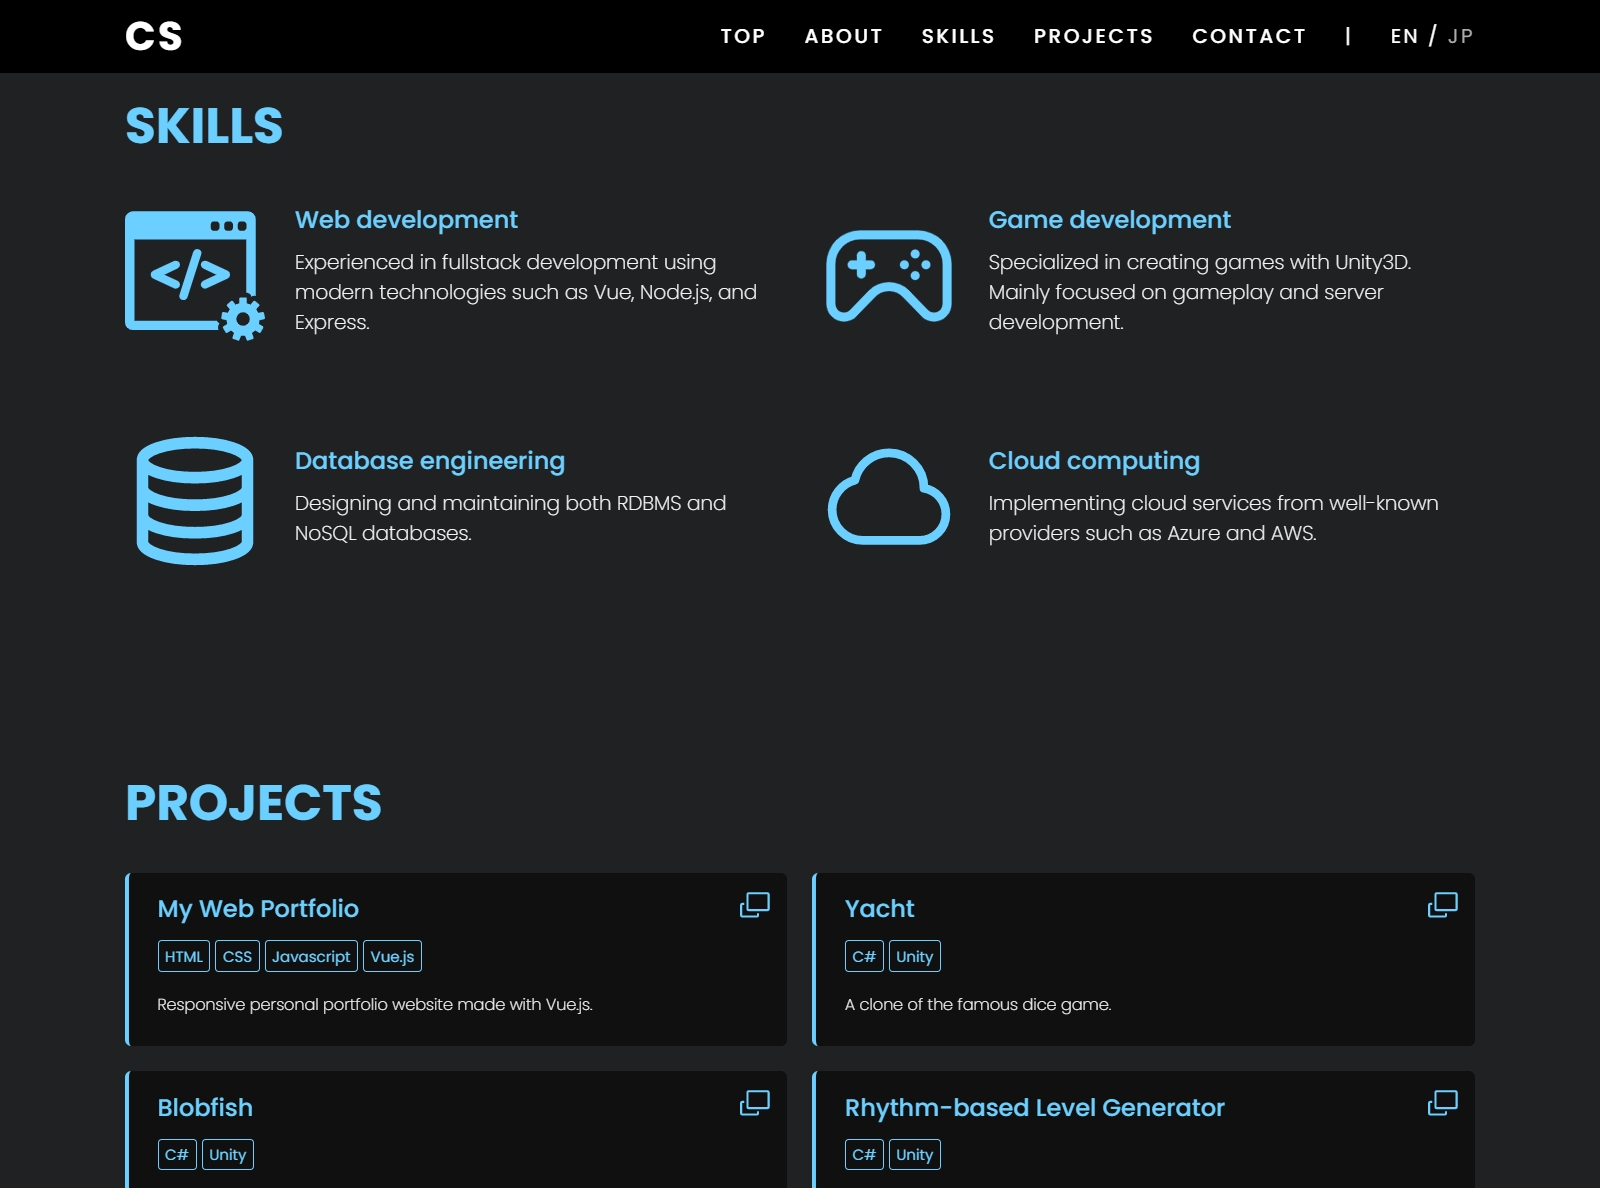 CS
TOP ABOUT SKILLS PROJECTS CONTACT | EN / JP
SKILLS
Web development
Experienced in fullstack development using
modern technologies such as Vue, Node.js, and
Express.
Game development
Specialized in creating games with Unity3D.
Mainly focused on gameplay and server
development.
Database engineering
Designing and maintaining both RDBMS and
NoSQL databases.
Cloud computing
Implementing cloud services from well-known
providers such as Azure and AWS.
PROJECTS
My Web Portfolio
HTML CSS Javascript Vue.js
Responsive personal portfolio website made with Vue.js.
Yacht
C# Unity
A clone of the famous dice game.
Blobfish
C# Unity
Rhythm-based Level Generator
C# Unity